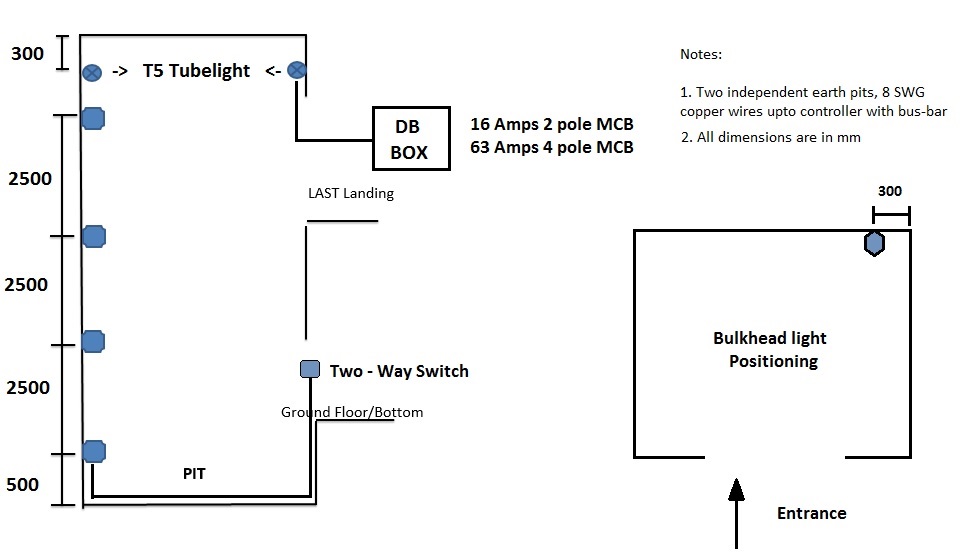 300
-> T5 Tubelight <-
DB
BOX
16 Amps 2 pole MCB
63 Amps 4 pole MCB
2500
LAST Landing
2500
2500
Two - Way Switch
Ground Floor/Bottom
500
PIT
Notes:
1. Two independent earth pits, 8 SWG
copper wires upto controller with bus-bar
2. All dimensions are in mm
300
Bulkhead light
Positioning
Entrance